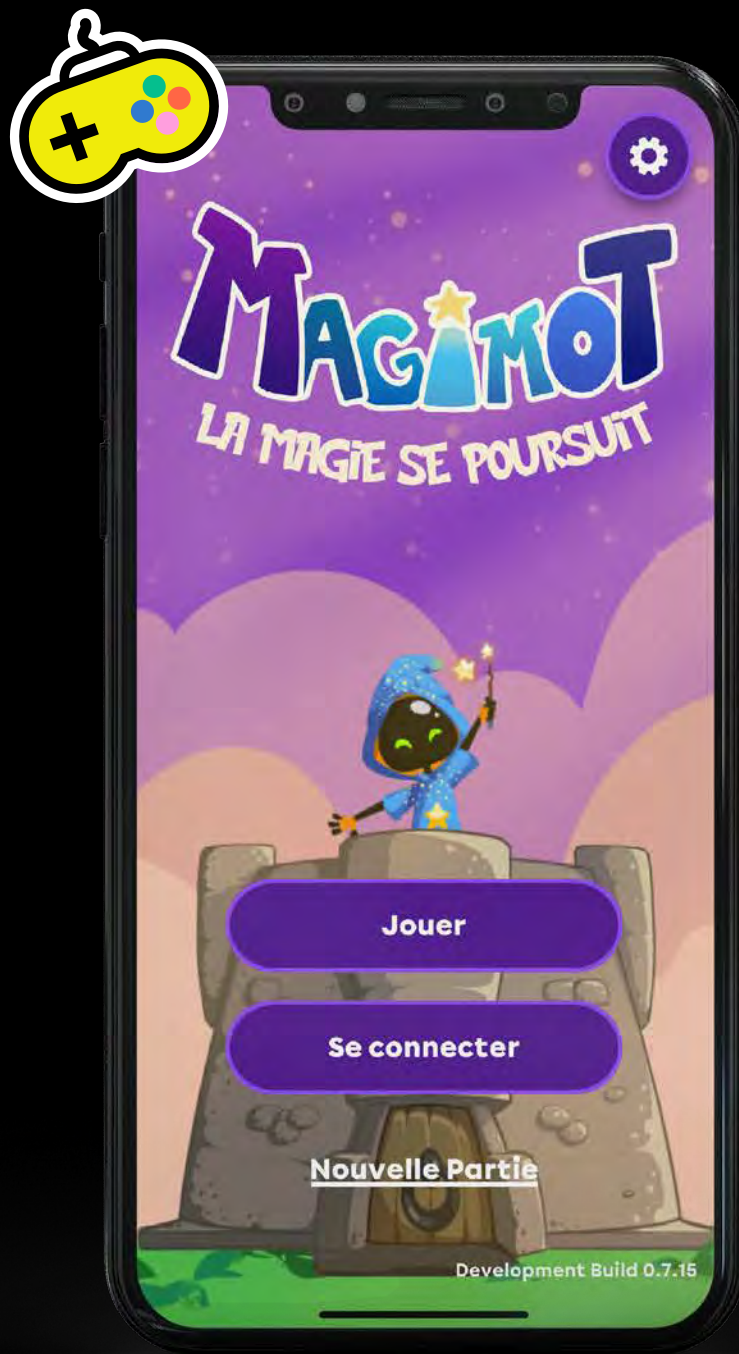 MAGiMOT
LA MAGiE SE POURSUiT
Jouer
Se connecter
Nouvelle Partie
Development Build 0.7.15